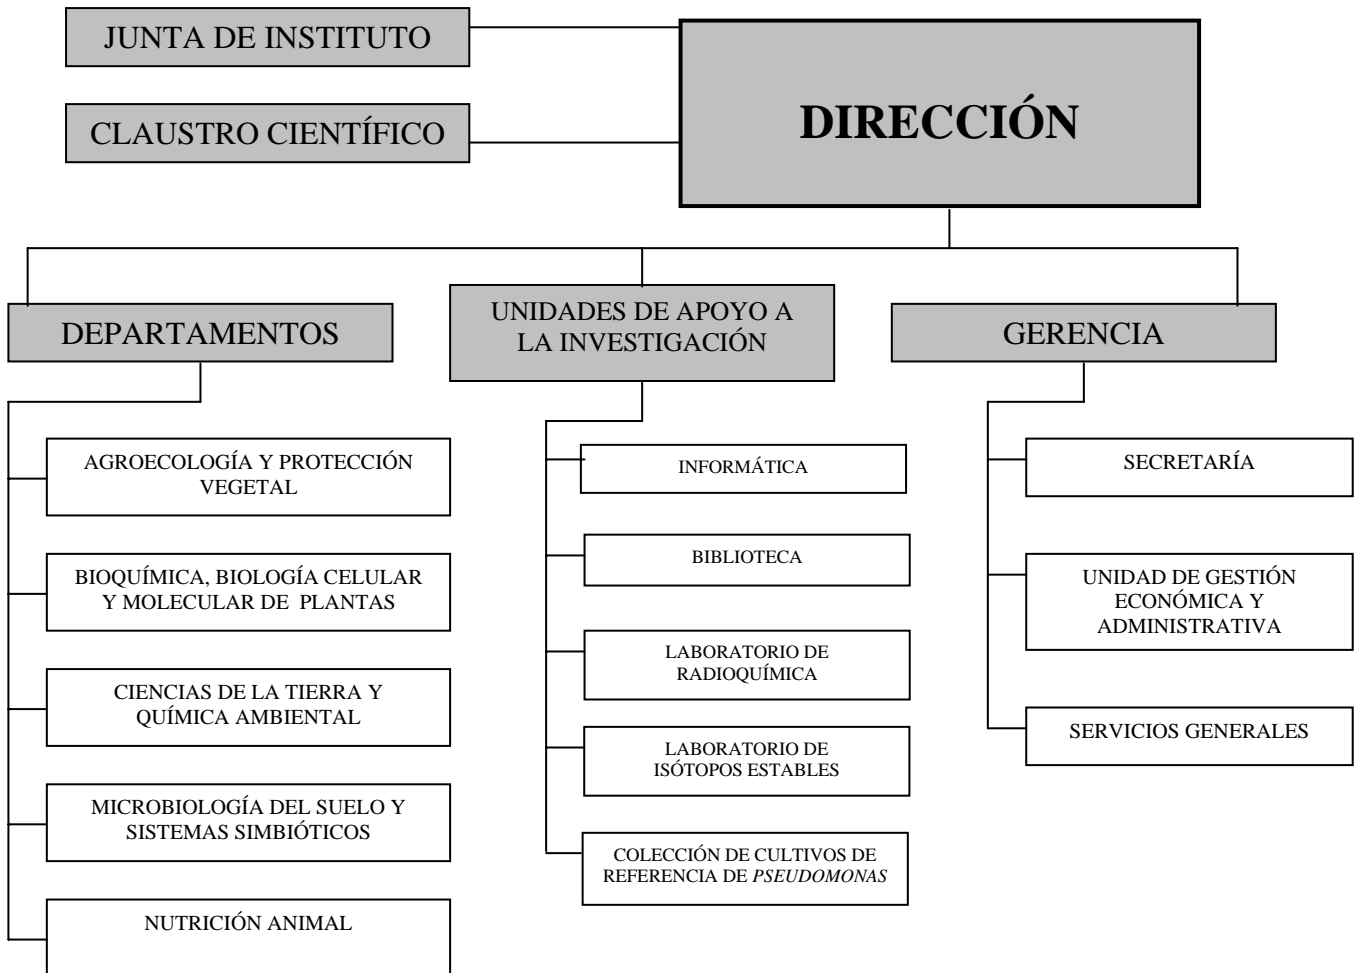 JUNTA DE INSTITUTO
CLAUSTRO CIENTÍFICO
DIRECCIÓN
DEPARTAMENTOS
AGROECOLOGÍA Y PROTECCIÓN
VEGETAL
BIOQUÍMICA, BIOLOGÍA CELULAR
Y MOLECULAR DE PLANTAS
CIENCIAS DE LA TIERRA Y
QUÍMICA AMBIENTAL
MICROBIOLOGÍA DEL SUELO Y
SISTEMAS SIMBIÓTICOS
NUTRICIÓN ANIMAL
UNIDADES DE APOYO A
LA INVESTIGACIÓN
INFORMÁTICA
BIBLIOTECA
LABORATORIO DE
RADIOQUÍMICA
LABORATORIO DE
ISÓTOPOS ESTABLES
COLECCIÓN DE CULTIVOS DE
REFERENCIA DE PSEUDOMONAS
GERENCIA
SECRETARÍA
UNIDAD DE GESTIÓN
ECONÓMICA Y
ADMINISTRATIVA
SERVICIOS GENERALES